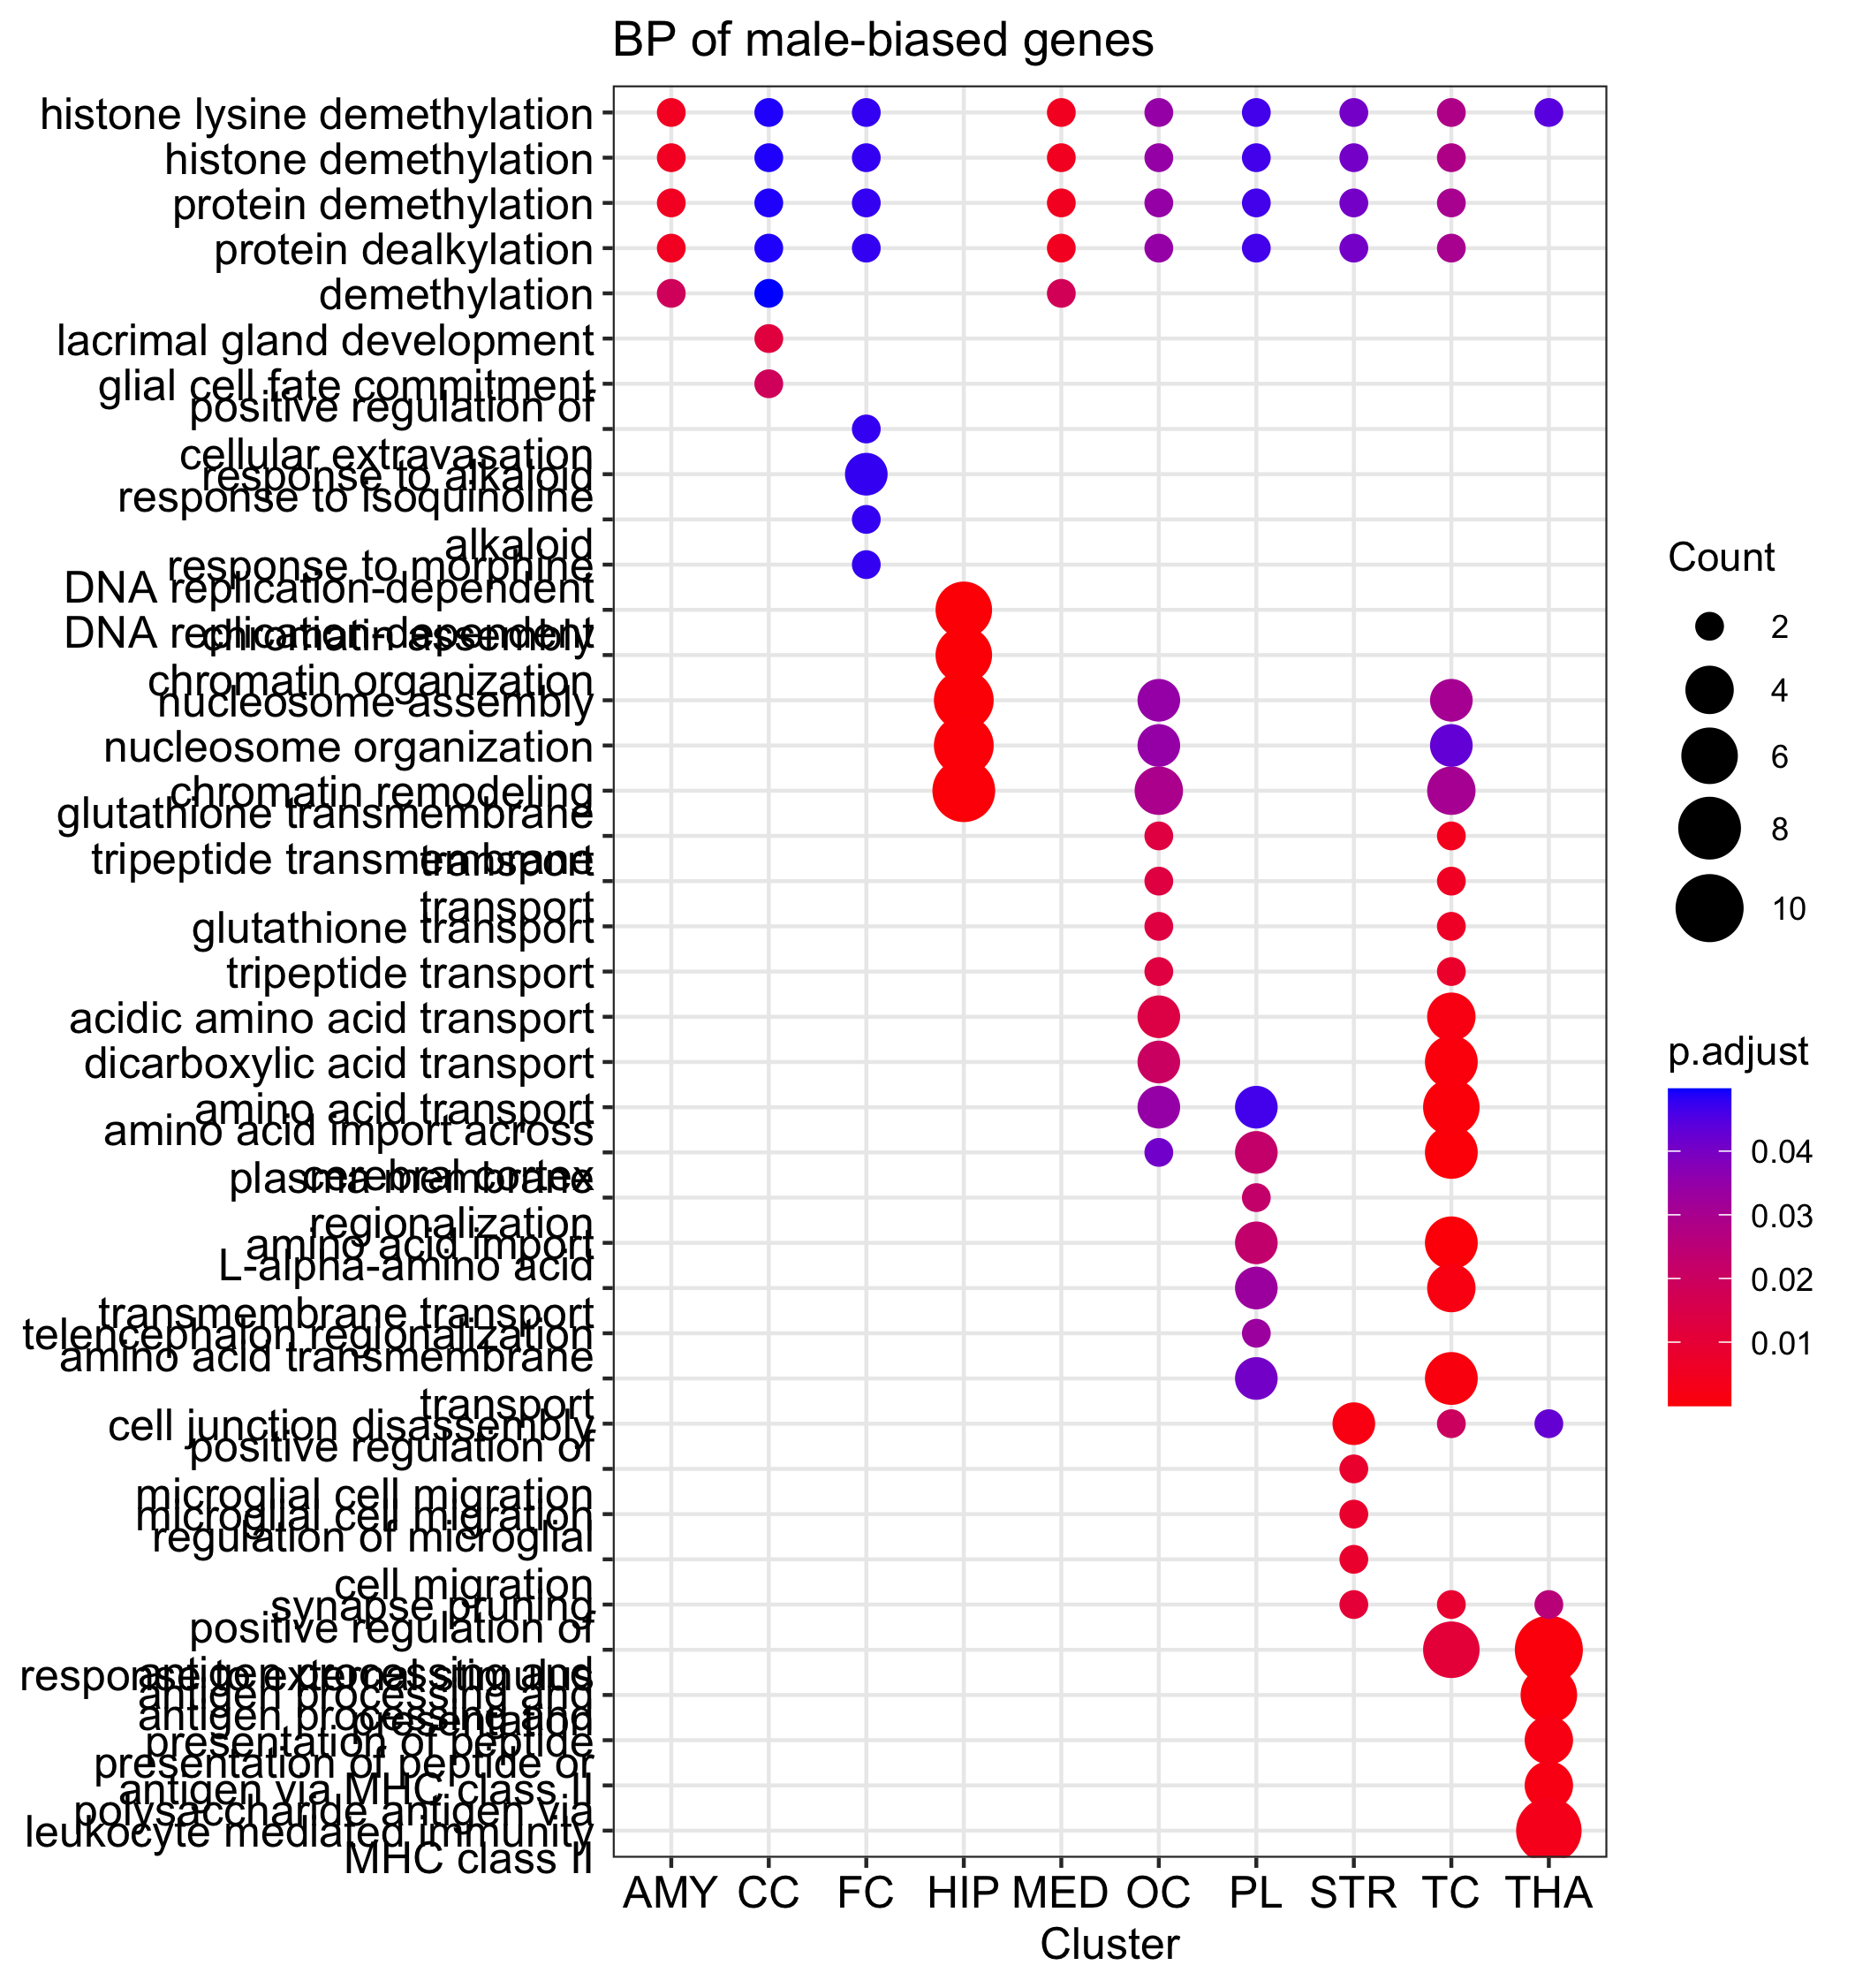 BP of male-biased genes
histone lysine demethylation
histone demethylation
protein demethylation
protein dealkylation
demethylation
lacrimal gland development
glial cell fate commitment
positive regulation of
cellular extravasation
response to alkaloid
response to isoquinoline
alkaloid
response to morphine
DNA replication-dependent
chromatin assembly
DNA replication-dependent
chromatin organization
nucleosome assembly
nucleosome organization
chromatin remodeling
glutathione transmembrane
transport
tripeptide transmembrane
transport
glutathione transport
tripeptide transport
acidic amino acid transport
dicarboxylic acid transport
amino acid transport
amino acid import across
plasma membrane
cerebral cortex
regionalization
amino acid import
L-alpha-amino acid
transmembrane transport
telencephalon regionalization
amino acid transmembrane
transport
cell junction disassembly
positive regulation of
microglial cell migration
microglial cell migration
regulation of microglial
cell migration
synapse pruning
positive regulation of
response to external stimulus
antigen processing and
presentation
antigen processing and
presentation of peptide
antigen via MHC class II
antigen processing and
presentation of peptide or
polysaccharide antigen via
MHC class II
leukocyte mediated immunity
AMY CC FC HIP MED OC PL STR TC THA
Cluster
Count
2
4
6
8
10
p.adjust
0.04
0.03
0.02
0.01